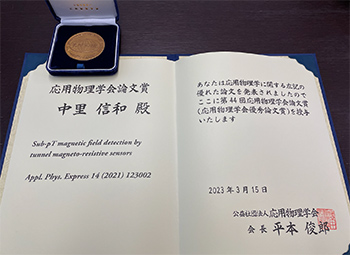 応用物理学会論文賞
中里 信和 殿
Sub-pT magnetic field detection by
tunnel magneto-resistive sensors
Appl. Phys. Express 14 (2021) 123002
あなたは応用物理学に関する左記の
優れた論文を発表されましたので
ここに第44回応用物理学会論文賞
(応用物理学会優秀論文賞)を授与
いたします
2023年3月15日
公益社団法人 応用物理学会
会長 平本 俊郎